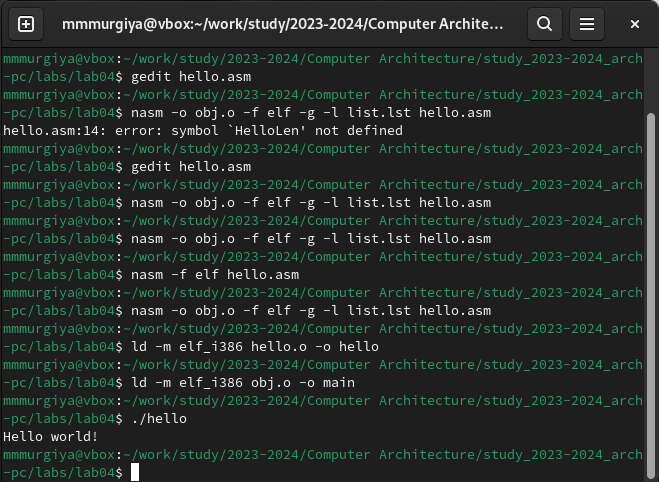 mmmurgiya@vbox:~/work/study/2023-2024/Computer Archite...
mmmurgiya@vbox:~/work/study/2023-2024/Computer Architecture/study_2023-2024_arch
-pc/labs/lab04$ gedit hello.asm
mmmurgiya@vbox:~/work/study/2023-2024/Computer Architecture/study_2023-2024_arch
-pc/labs/lab04$ nasm -o obj.o -f elf -g -l list.lst hello.asm
hello.asm:14: error: symbol `HelloLen' not defined
mmmurgiya@vbox:~/work/study/2023-2024/Computer Architecture/study_2023-2024_arch
-pc/labs/lab04$ gedit hello.asm
mmmurgiya@vbox:~/work/study/2023-2024/Computer Architecture/study_2023-2024_arch
-pc/labs/lab04$ nasm -o obj.o -f elf -g -l list.lst hello.asm
mmmurgiya@vbox:~/work/study/2023-2024/Computer Architecture/study_2023-2024_arch
-pc/labs/lab04$ nasm -o obj.o -f elf -g -l list.lst hello.asm
mmmurgiya@vbox:~/work/study/2023-2024/Computer Architecture/study_2023-2024_arch
-pc/labs/lab04$ nasm -f elf hello.asm
mmmurgiya@vbox:~/work/study/2023-2024/Computer Architecture/study_2023-2024_arch
-pc/labs/lab04$ nasm -o obj.o -f elf -g -l list.lst hello.asm
mmmurgiya@vbox:~/work/study/2023-2024/Computer Architecture/study_2023-2024_arch
-pc/labs/lab04$ ld -m elf_i386 hello.o -o hello
mmmurgiya@vbox:~/work/study/2023-2024/Computer Architecture/study_2023-2024_arch
-pc/labs/lab04$ ld -m elf_i386 obj.o -o main
mmmurgiya@vbox:~/work/study/2023-2024/Computer Architecture/study_2023-2024_arch
-pc/labs/lab04$ ./hello
Hello world!
mmmurgiya@vbox:~/work/study/2023-2024/Computer Architecture/study_2023-2024_arch
-pc/labs/lab04$